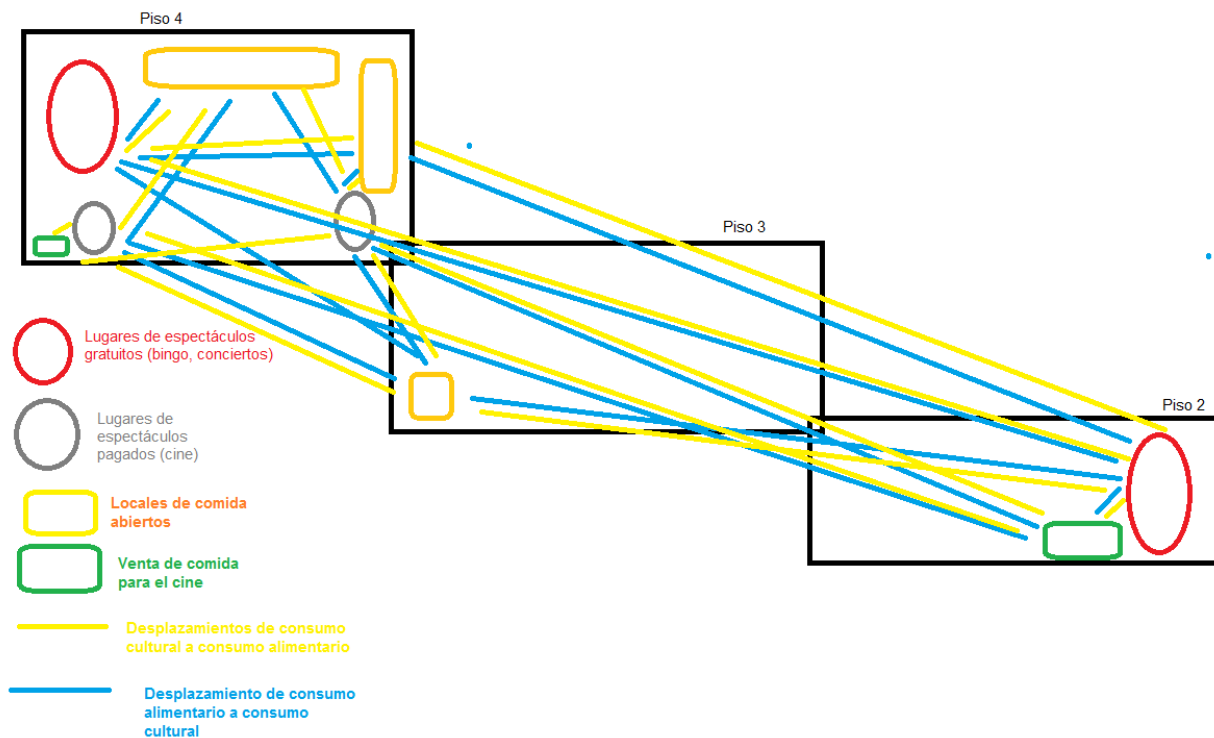 Piso 4
Piso 3
Piso 2
Lugares de espectáculos
gratuitos (bingo, conciertos)
Lugares de
espectáculos
pagados (cine)
Locales de comida
abiertos
Venta de comida
para el cine
Desplazamientos de consumo
cultural a consumo alimentario
Desplazamiento de consumo
alimentario a consumo
cultural